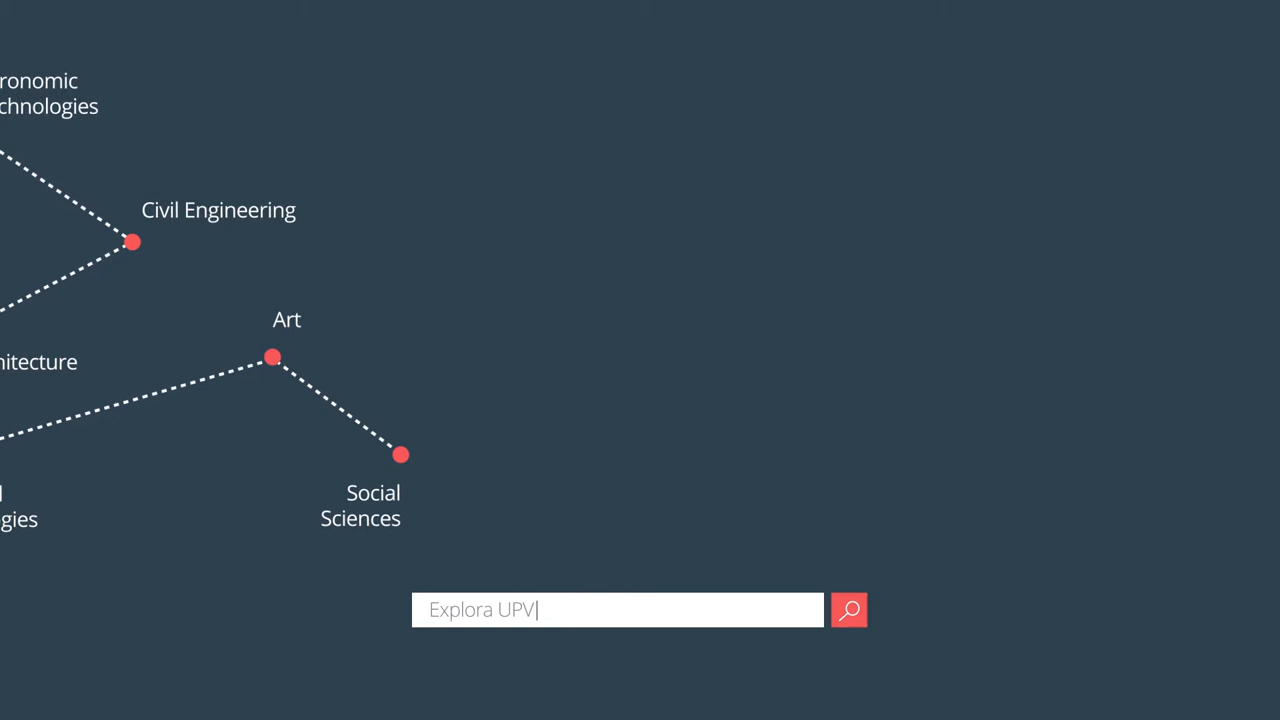 ronomic
chnologies
Civil Engineering
Art
hitecture
Social
Sciences
gies
Explora UPV